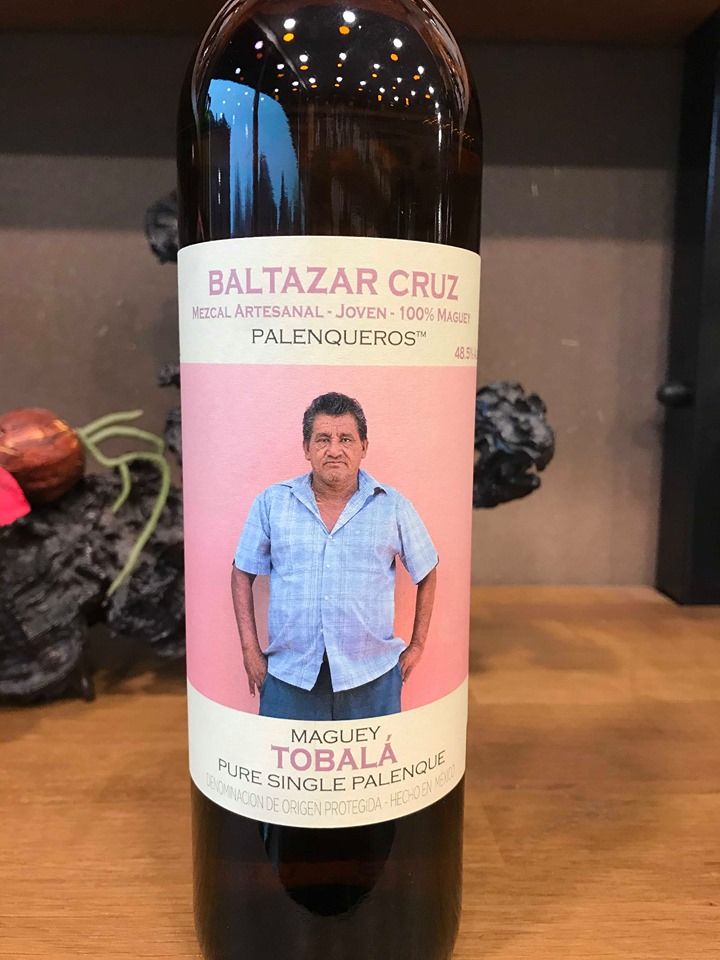 BALTAZAR CRUZ
MEZCAL ARTESANAL - JOVEN - 100% MAGUEY
PALENQUEROS™
48.5%
MAGUEY
TOBALÁ
PURE SINGLE PALENQUE
DENOMINACION DE ORIGEN PROTEGIDA - HECHO EN MÉXICO